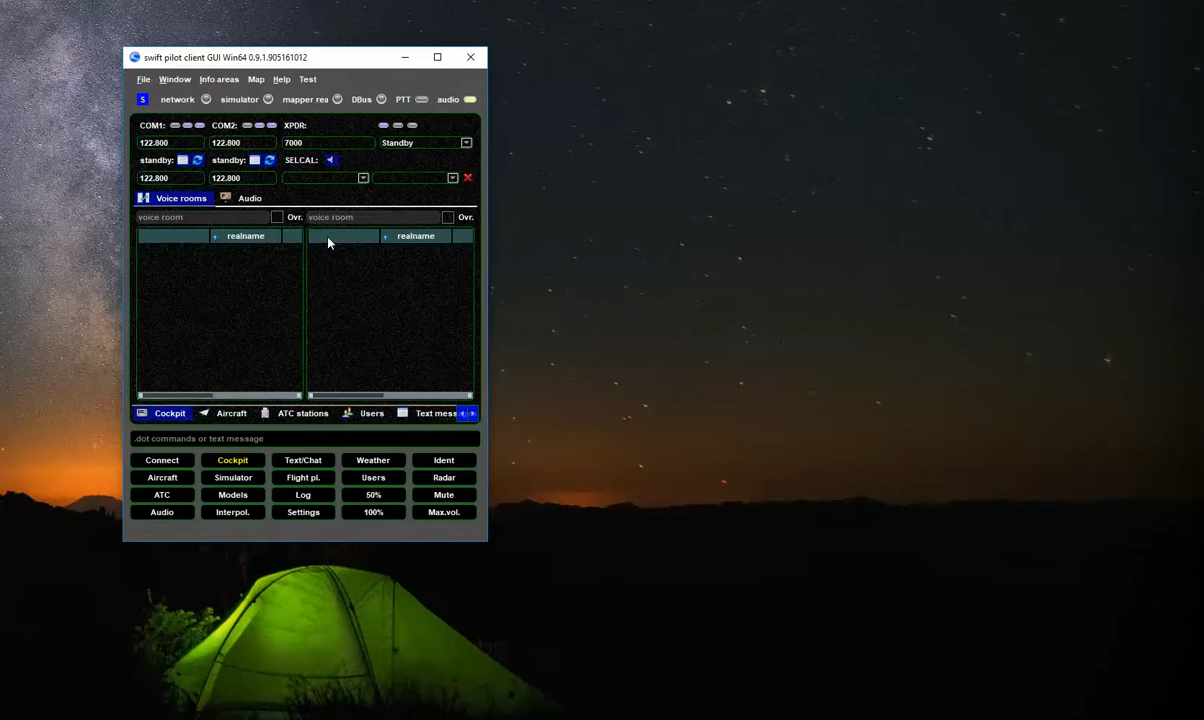 swift pilot client GUI Win64 0.9.1.905161012
File Window Info areas Map Help Test
S network simulator mapper rea DBus PTT audio
COM1: COM2: XPDR:
122.800 122.800 7000 Standby
standby: standby: SELCAL:
122.800 122.800
Voice rooms Audio
voice room Ovr. voice room Ovr.
realname realname
Cockpit Aircraft ATC stations Users Text mess
.dot commands or text message
Connect Cockpit Text/Chat Weather Ident
Aircraft Simulator Flight pl. Users Radar
ATC Models Log 50% Mute
Audio Interpol. Settings 100% Max.vol.